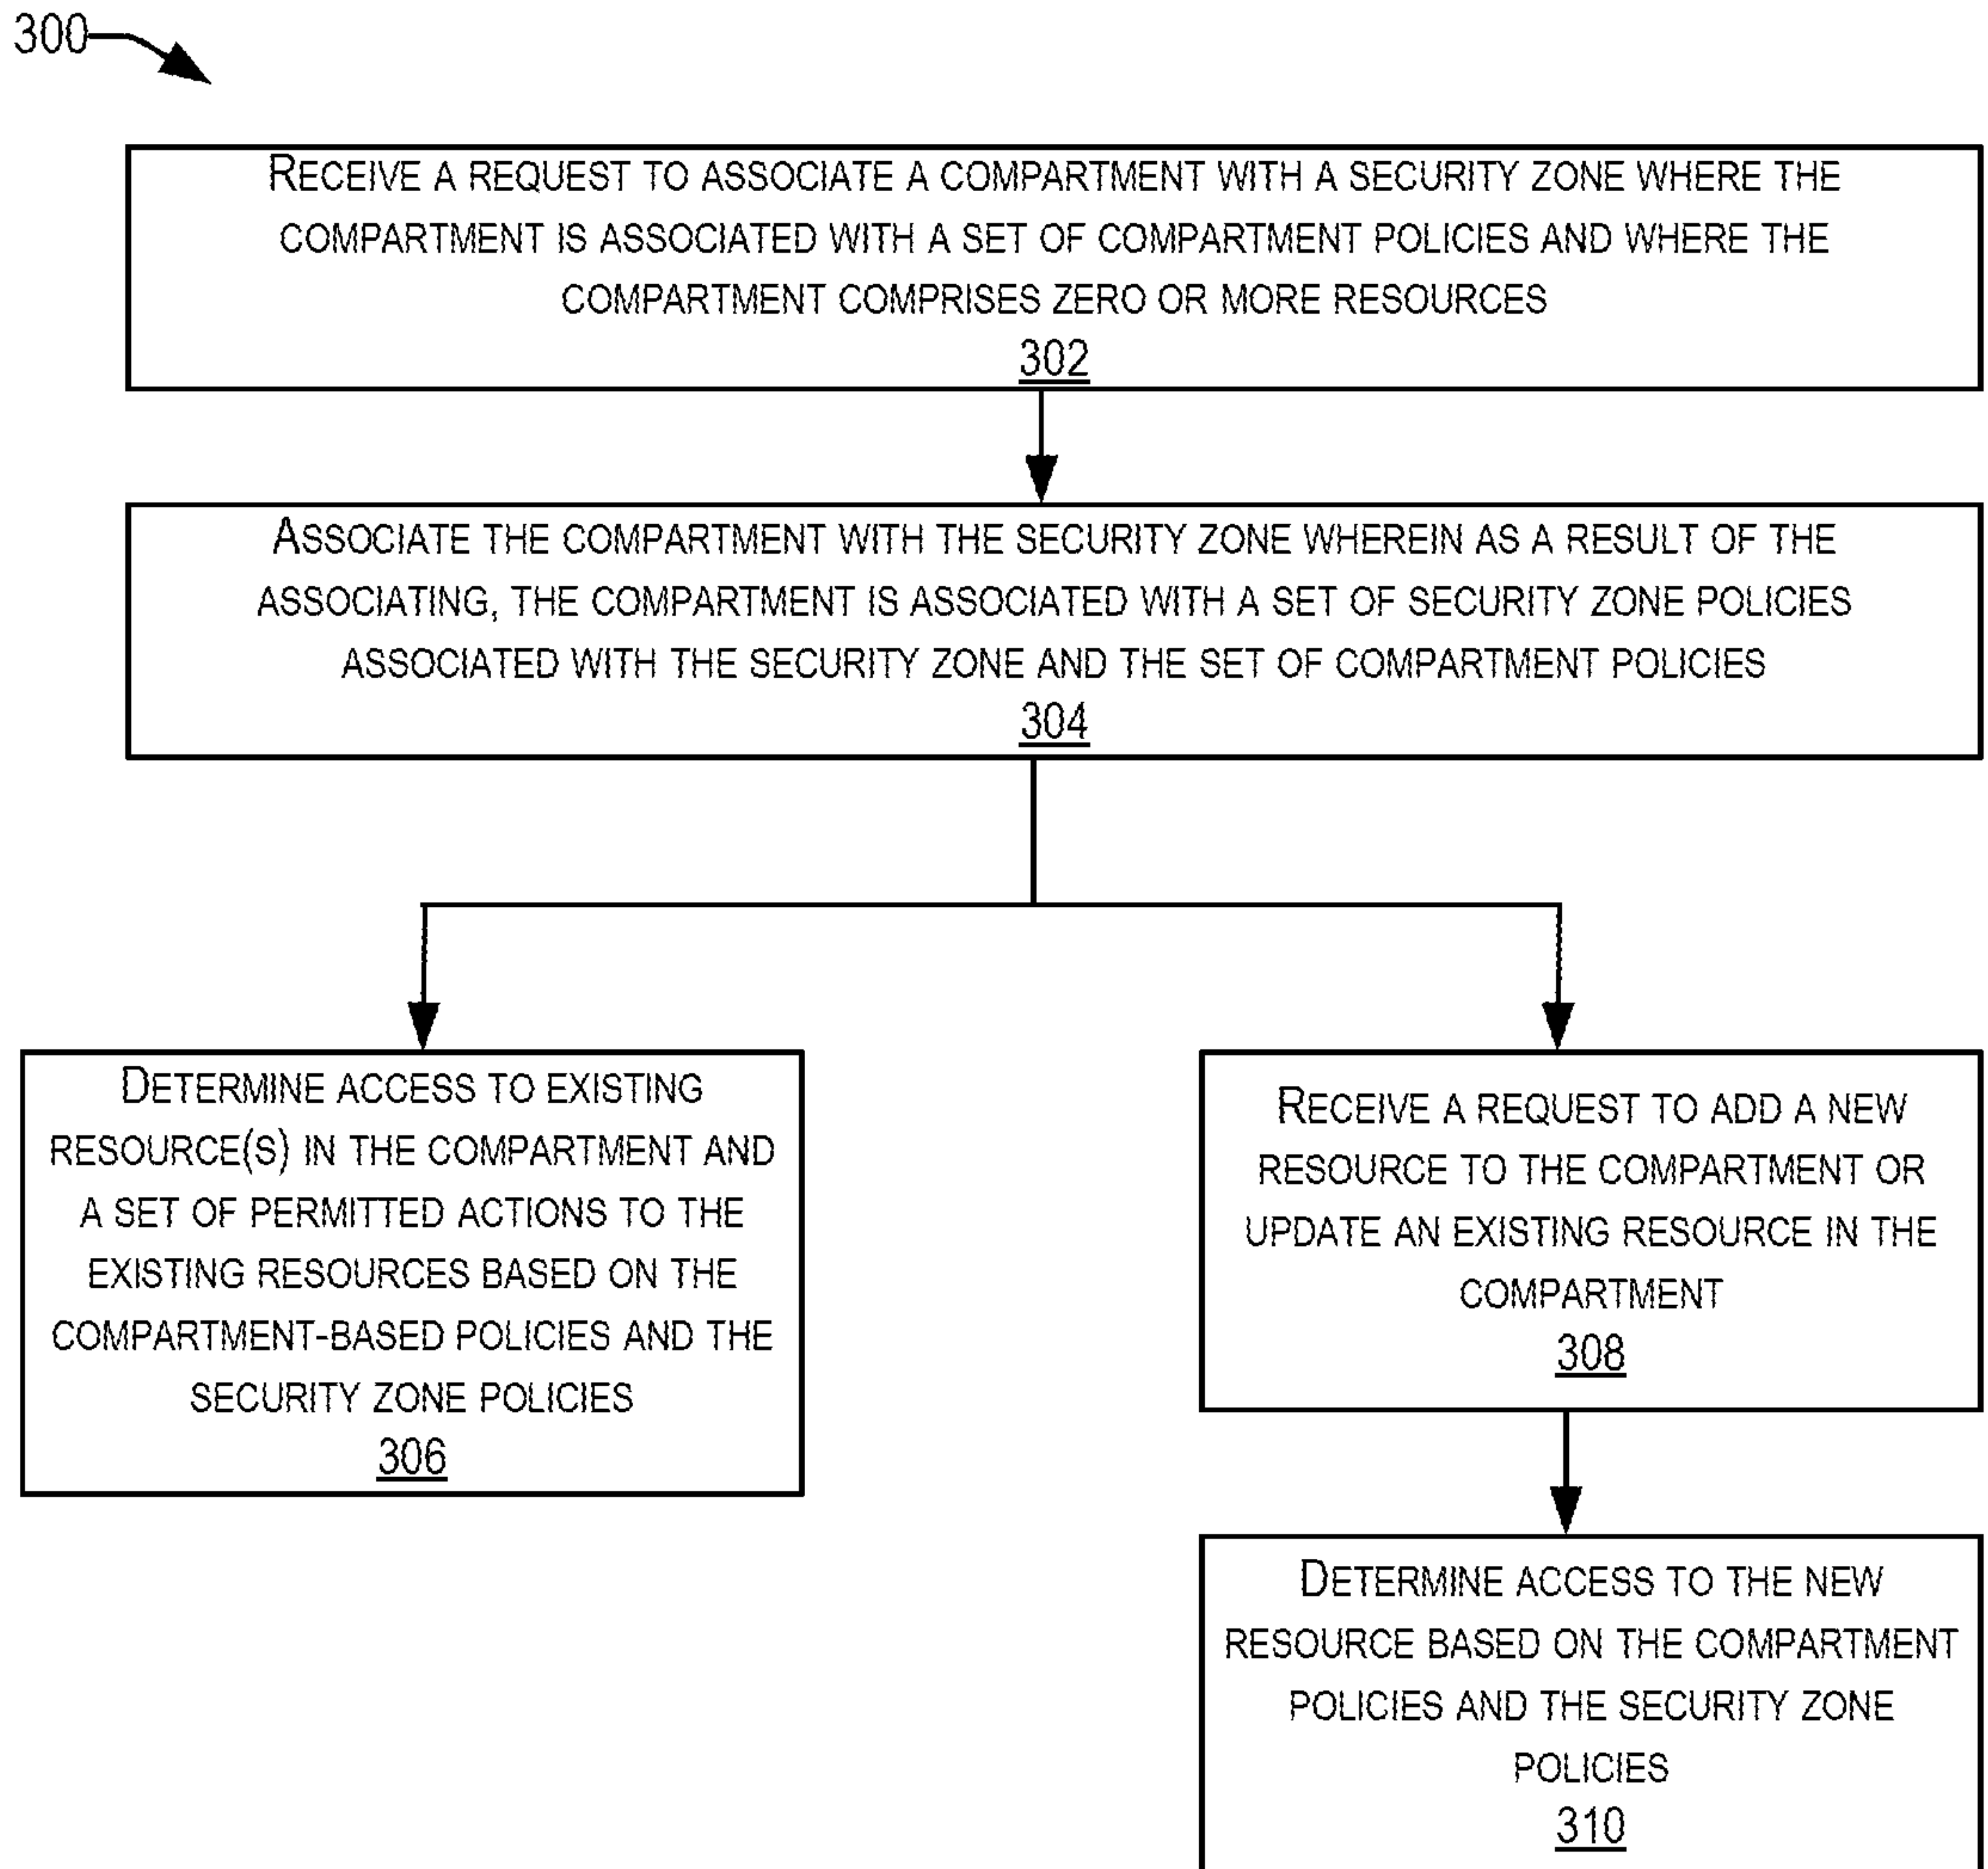 300
RECEIVE A REQUEST TO ASSOCIATE A COMPARTMENT WITH A SECURITY ZONE WHERE THE
COMPARTMENT IS ASSOCIATED WITH A SET OF COMPARTMENT POLICIES AND WHERE THE
COMPARTMENT COMPRISES ZERO OR MORE RESOURCES
302
ASSOCIATE THE COMPARTMENT WITH THE SECURITY ZONE WHEREIN AS A RESULT OF THE
ASSOCIATING, THE COMPARTMENT IS ASSOCIATED WITH A SET OF SECURITY ZONE POLICIES
ASSOCIATED WITH THE SECURITY ZONE AND THE SET OF COMPARTMENT POLICIES
304
DETERMINE ACCESS TO EXISTING
RESOURCE(S) IN THE COMPARTMENT AND
A SET OF PERMITTED ACTIONS TO THE
EXISTING RESOURCES BASED ON THE
COMPARTMENT-BASED POLICIES AND THE
SECURITY ZONE POLICIES
306
RECEIVE A REQUEST TO ADD A NEW
RESOURCE TO THE COMPARTMENT OR
UPDATE AN EXISTING RESOURCE IN THE
COMPARTMENT
308
DETERMINE ACCESS TO THE NEW
RESOURCE BASED ON THE COMPARTMENT
POLICIES AND THE SECURITY ZONE
POLICIES
310